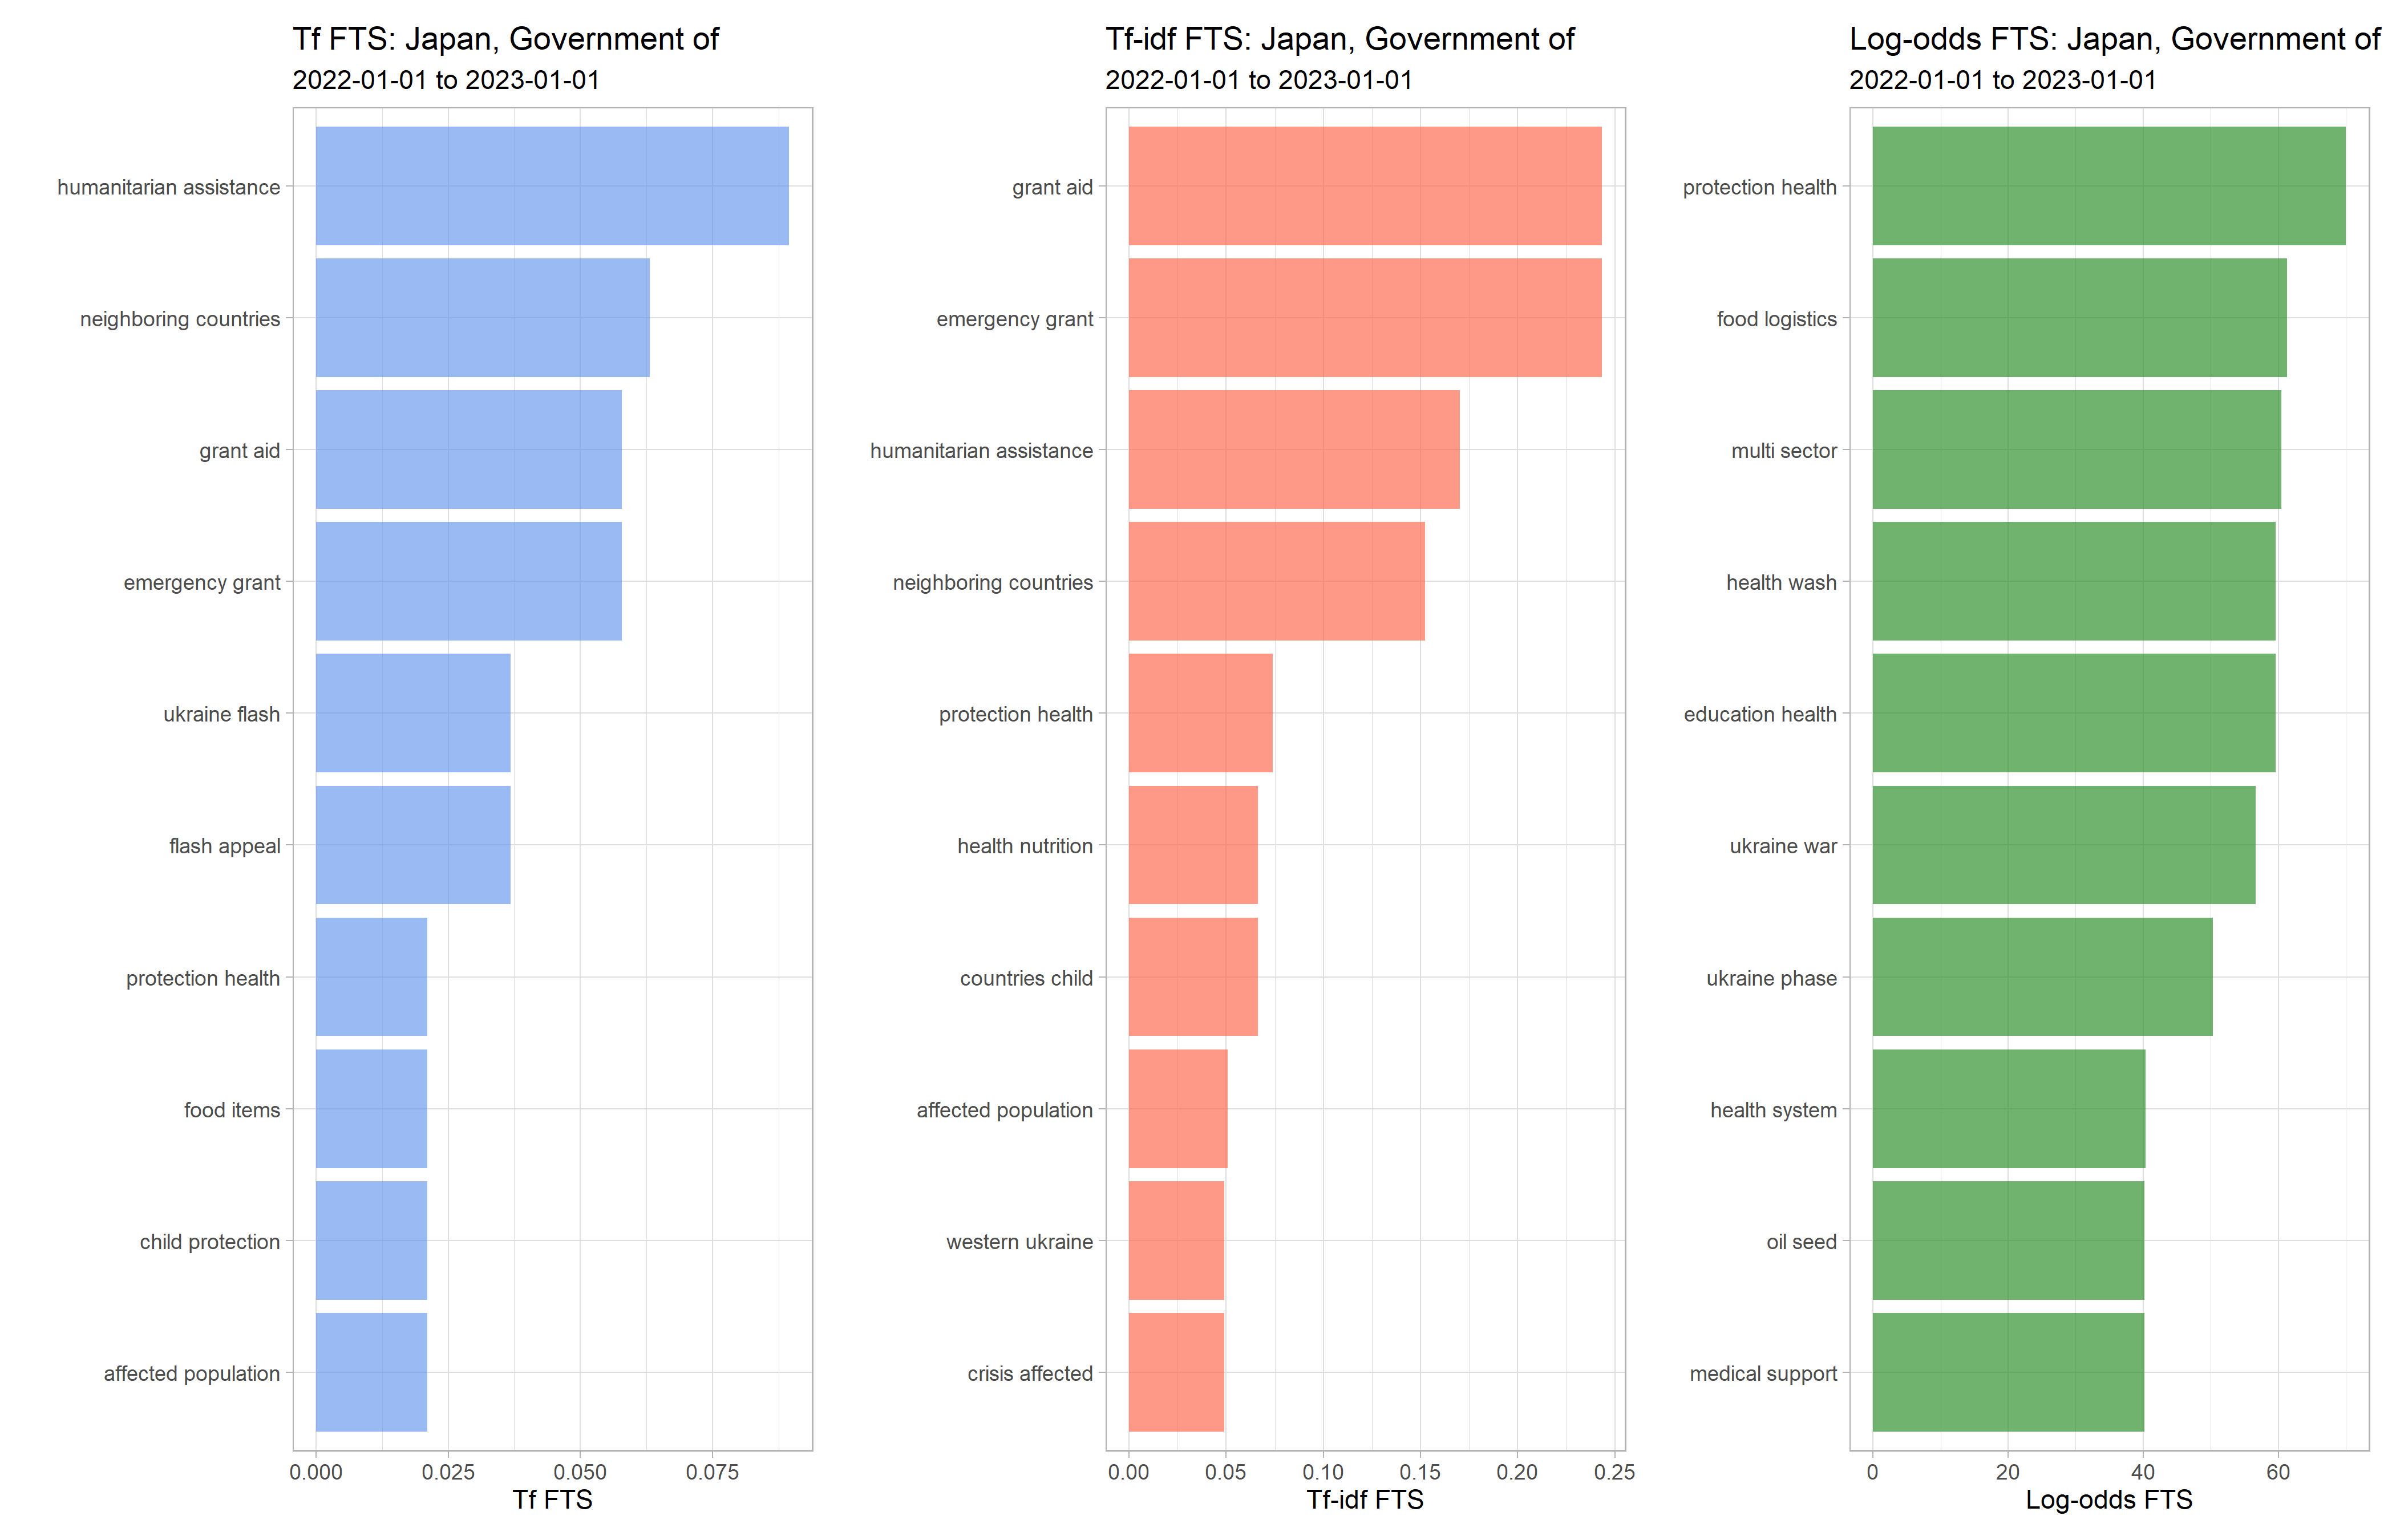 Tf FTS: Japan, Government of
2022-01-01 to 2023-01-01
humanitarian assistance
neighboring countries
grant aid
emergency grant
ukraine flash
flash appeal
protection health
food items
child protection
affected population
0.000 0.025 0.050 0.075
Tf FTS
Tf-idf FTS: Japan, Government of
2022-01-01 to 2023-01-01
grant aid
emergency grant
humanitarian assistance
neighboring countries
protection health
health nutrition
countries child
affected population
western ukraine
crisis affected
0.00 0.05 0.10 0.15 0.20 0.25
Tf-idf FTS
Log-odds FTS: Japan, Government of
2022-01-01 to 2023-01-01
protection health
food logistics
multi sector
health wash
education health
ukraine war
ukraine phase
health system
oil seed
medical support
0 20 40 60
Log-odds FTS